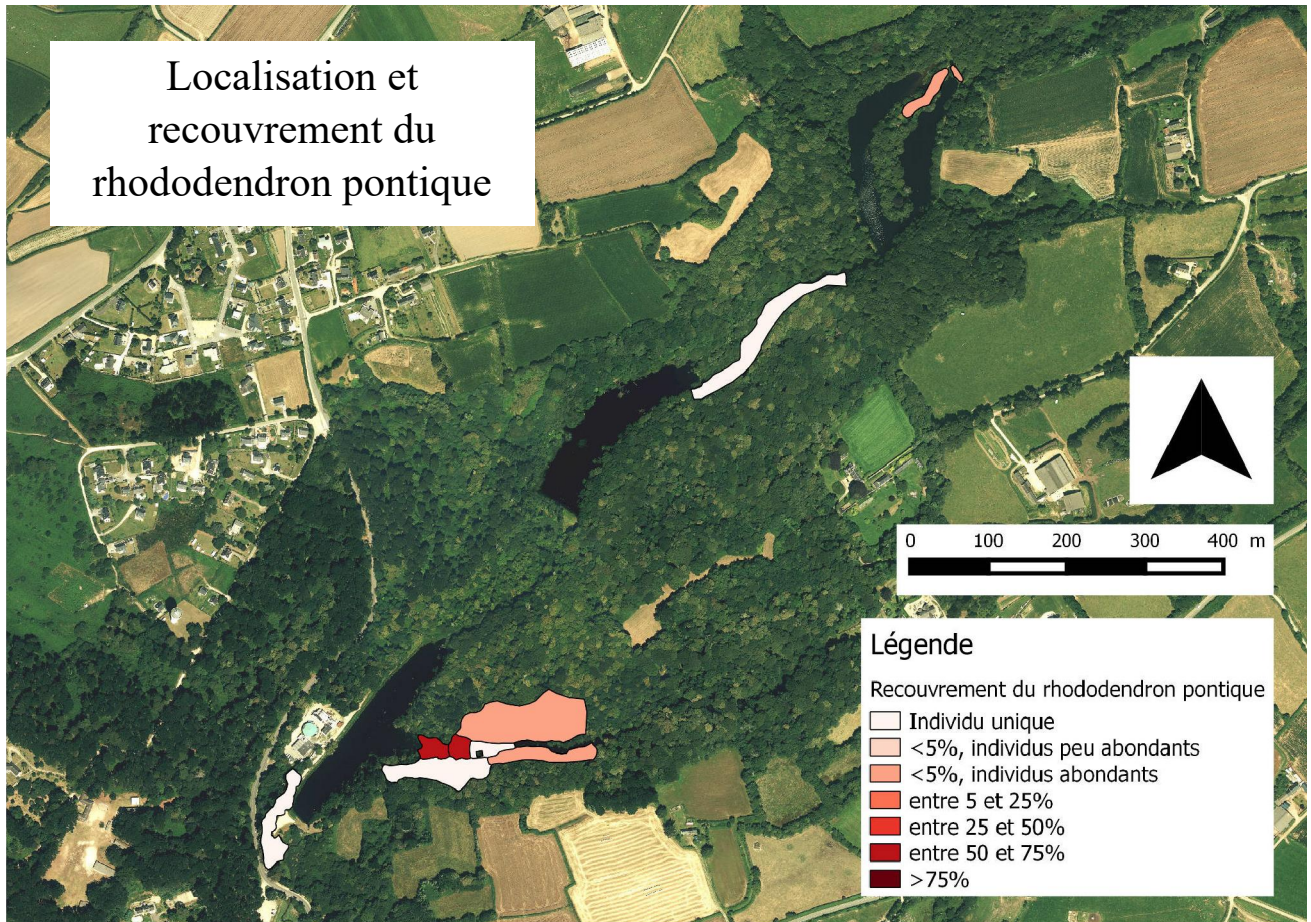 Localisation et
recouvrement du
rhododendron pontique
0 100 200 300 400 m
Légende
Recouvrement du rhododendron pontique
Individu unique
<5%, individus peu abondants
<5%, individus abondants
entre 5 et 25%
entre 25 et 50%
entre 50 et 75%
>75%